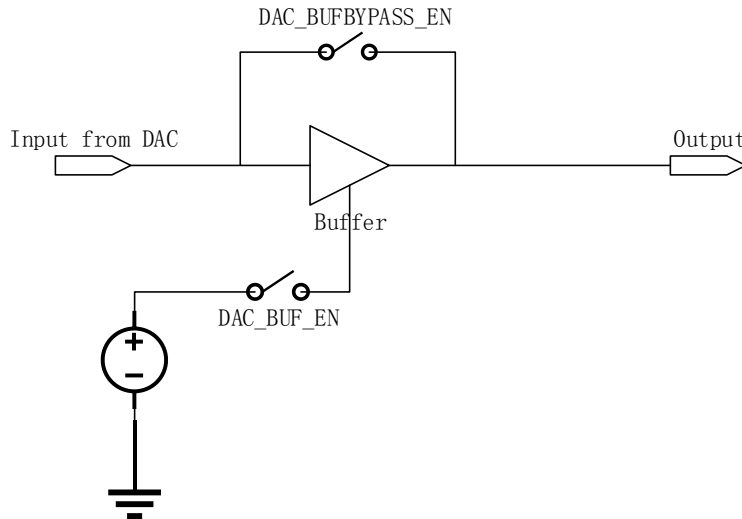 DAC_BUFBYPASS_EN
Input from DAC
Output
Buffer
DAC_BUF_EN